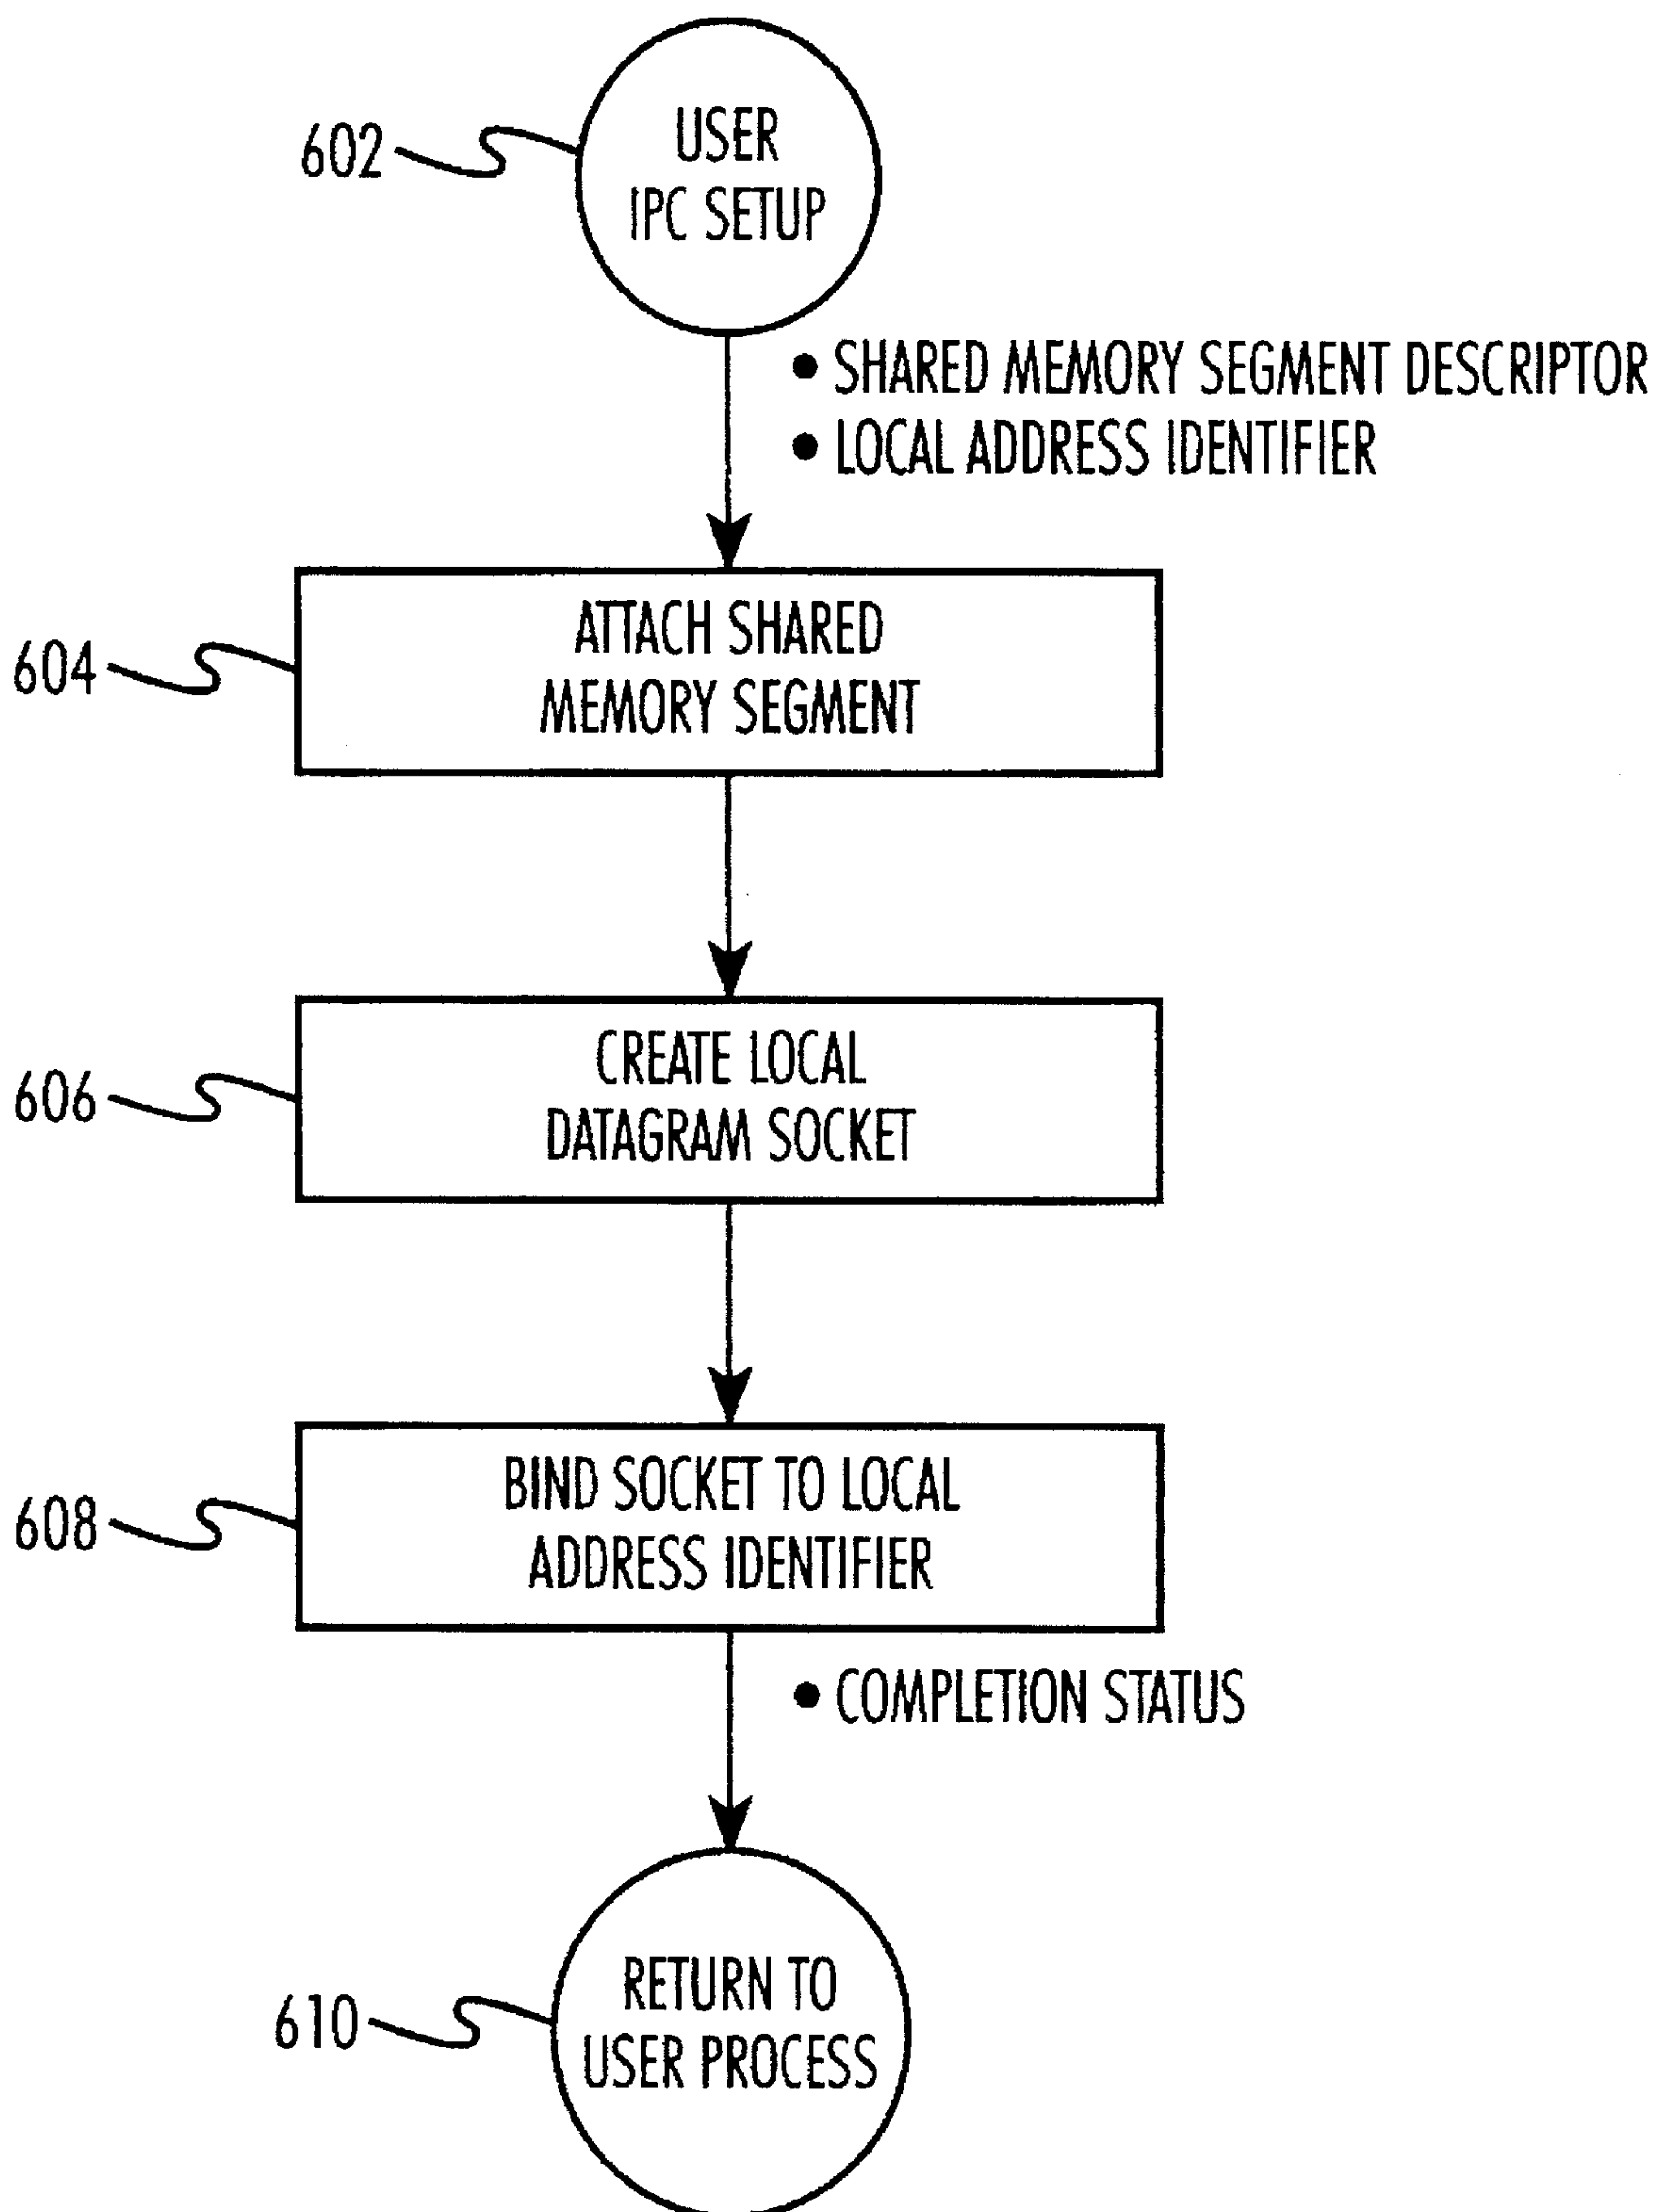 602
USER
IPC SETUP
• SHARED MEMORY SEGMENT DESCRIPTOR
• LOCAL ADDRESS IDENTIFIER
604
ATTACH SHARED
MEMORY SEGMENT
606
CREATE LOCAL
DATAGRAM SOCKET
608
BIND SOCKET TO LOCAL
ADDRESS IDENTIFIER
• COMPLETION STATUS
610
RETURN TO
USER PROCESS